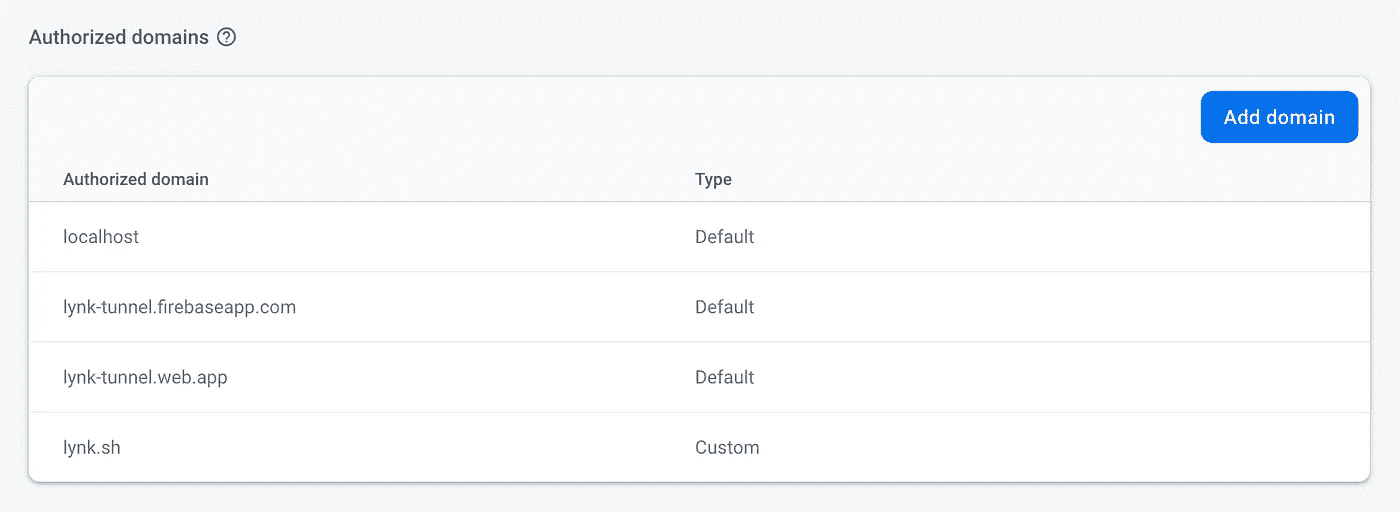 Authorized domains
Add domain
Authorized domain Type
localhost Default
lynk-tunnel.firebaseapp.com Default
lynk-tunnel.web.app Default
lynk.sh Custom